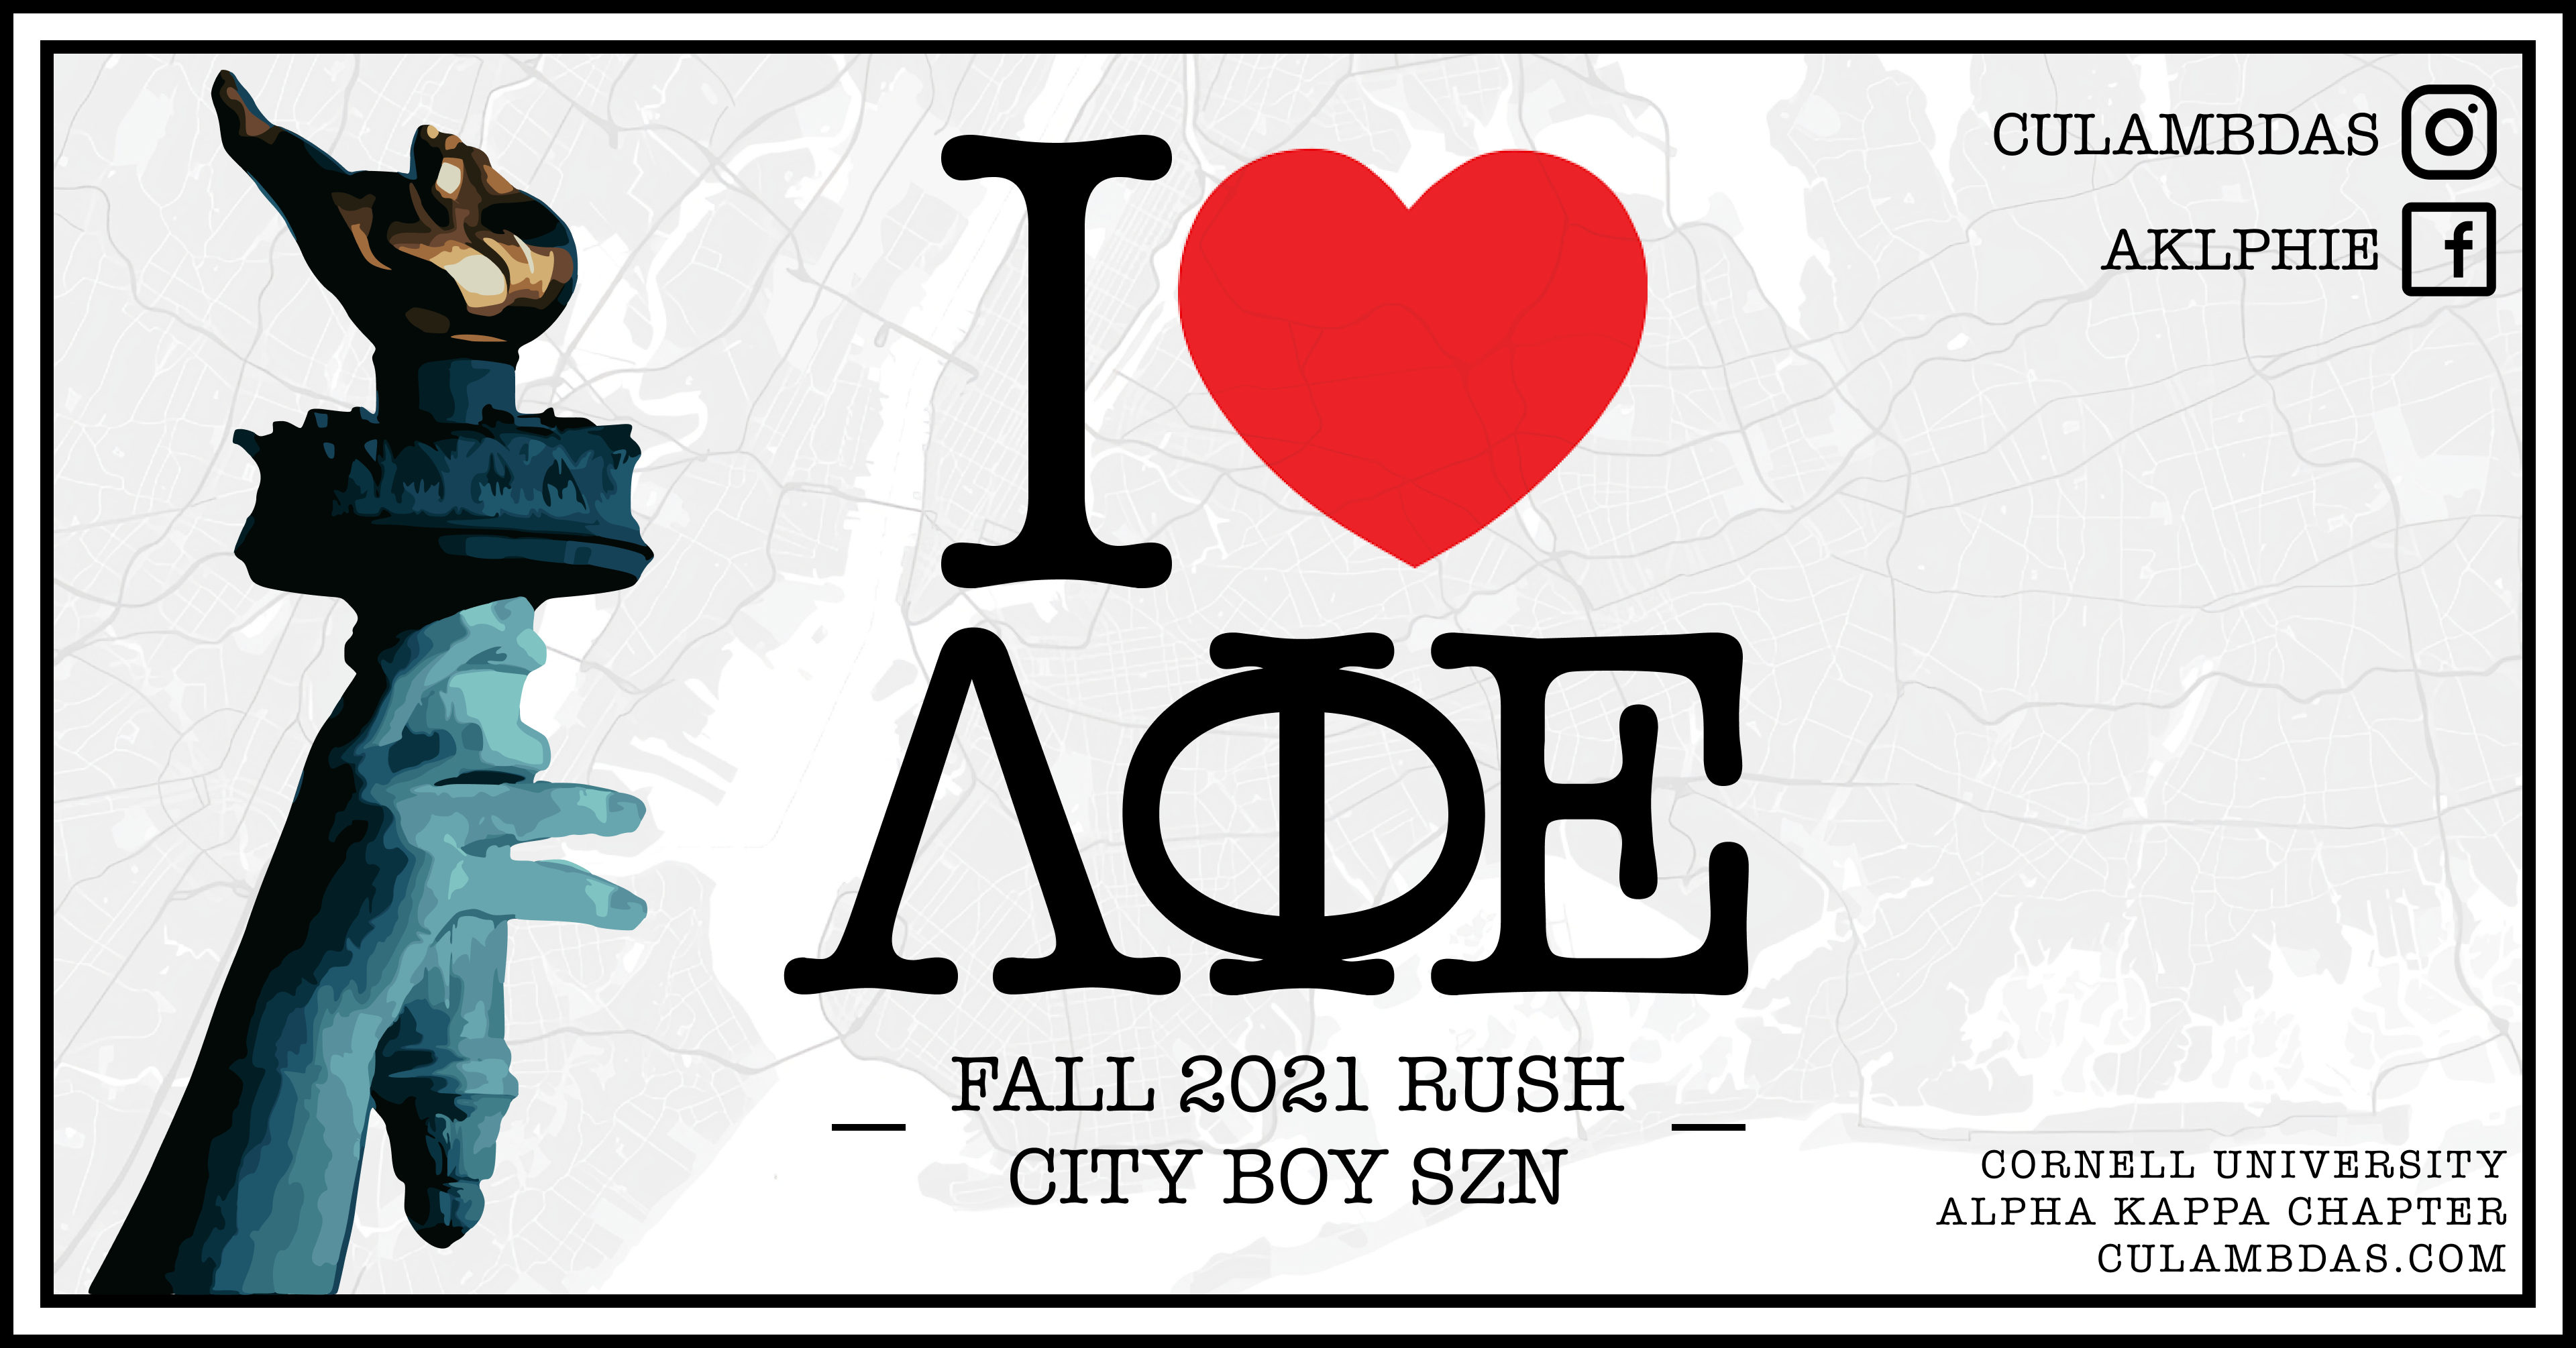 I ❤
ΛΦΕ
FALL 2021 RUSH
CITY BOY SZN
CULAMBDAS
AKLPHIE
CORNELL UNIVERSITY
ALPHA KAPPA CHAPTER
CULAMBDAS.COM